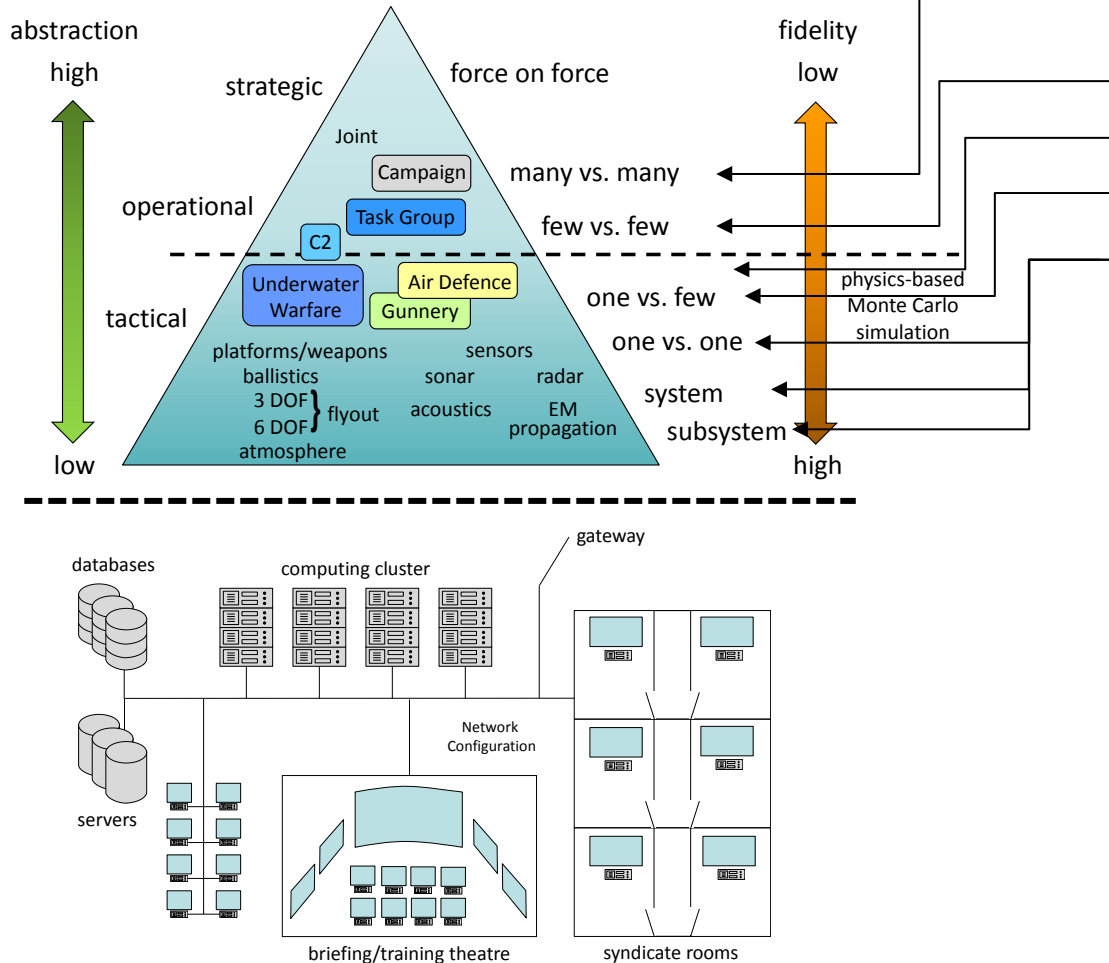 abstraction
high
low
strategic
operational
tactical
force on force
fidelity
low
high
Joint
Campaign
many vs. many
Task Group
few vs. few
C2
Underwater
Warfare
Air Defence
Gunnery
one vs. few
physics-based
Monte Carlo
simulation
one vs. one
platforms/weapons
ballistics
3 DOF
6 DOF
} flyout
atmosphere
sensors
sonar
radar
acoustics
EM
propagation
system
subsystem
databases
computing cluster
gateway
Network
Configuration
servers
briefing/training theatre
syndicate rooms